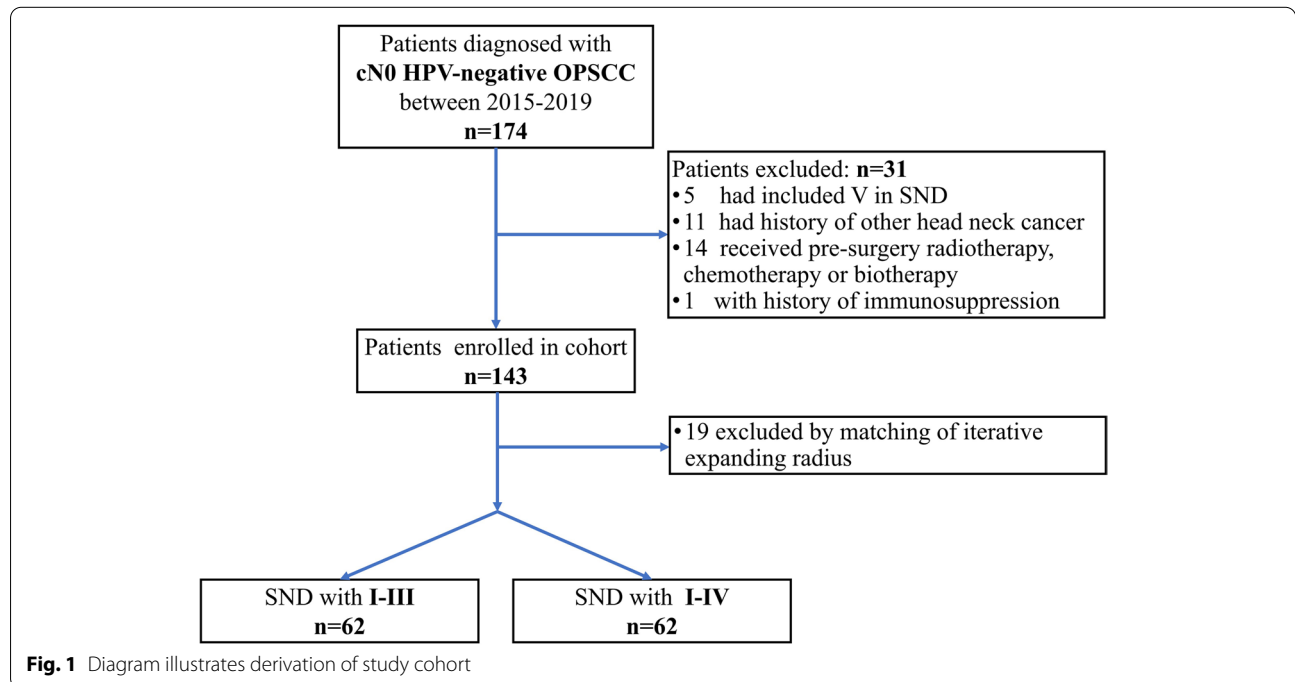 Patients diagnosed with
cN0 HPV-negative OPSCC
between 2015-2019
n=174
Patients excluded: n=31
•5 had included V in SND
•11 had history of other head neck cancer
•14 received pre-surgery radiotherapy,
chemotherapy or biotherapy
•1 with history of immunosuppression
Patients enrolled in cohort
n=143
•19 excluded by matching of iterative
expanding radius
SND with I-III
n=62
SND with I-IV
n=62
Fig. 1 Diagram illustrates derivation of study cohort